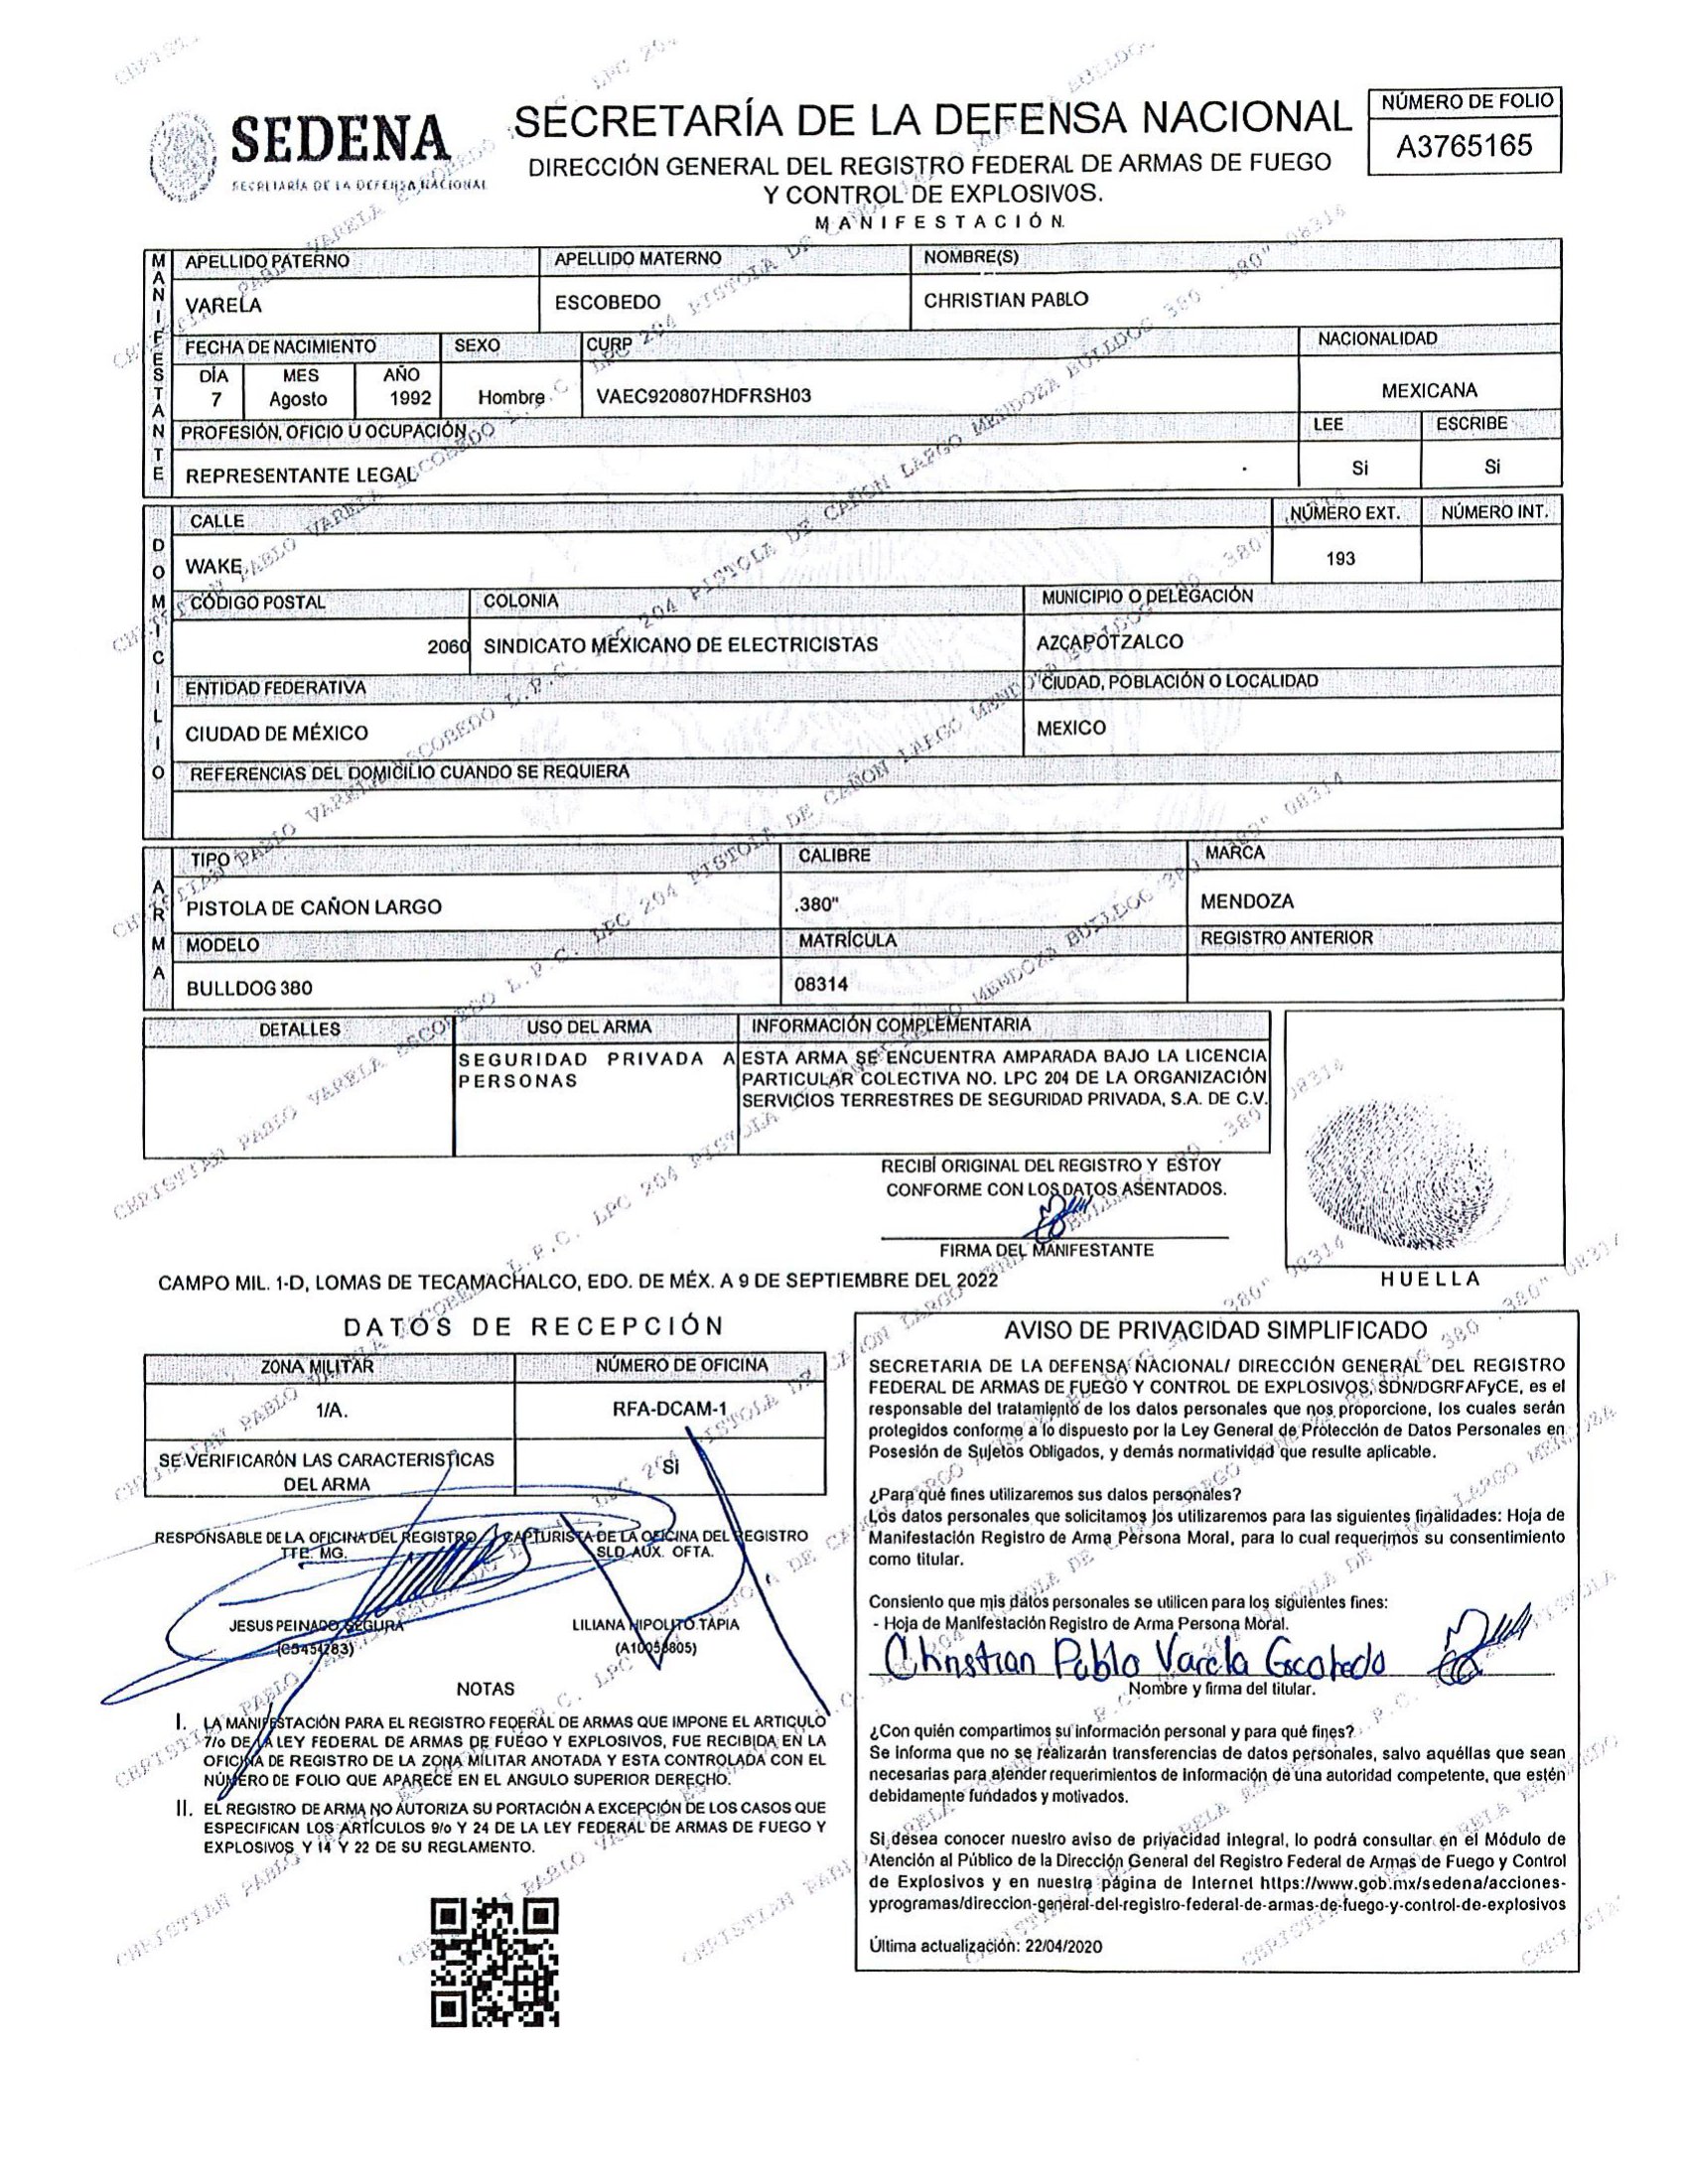 SEDENA
SECRETARÍA DE LA DEFENSA NACIONAL
SECRETARÍA DE LA DEFENSA NACIONAL
DIRECCIÓN GENERAL DEL REGISTRO FEDERAL DE ARMAS DE FUEGO
Y CONTROL DE EXPLOSIVOS.
MANIFESTACIÓN
NÚMERO DE FOLIO
A3765165
MANIFESTANTE
APELLIDO PATERNO APELLIDO MATERNO NOMBRE(S)
VARELA ESCOBEDO CHRISTIAN PABLO
FECHA DE NACIMIENTO SEXO CURP NACIONALIDAD
DÍA MES AÑO
7 Agosto 1992 Hombre VAEC920807HDFRSH03 MEXICANA
PROFESIÓN, OFICIO U OCUPACIÓN LEE ESCRIBE
REPRESENTANTE LEGAL Si Si
DOMICILIO
CALLE NÚMERO EXT. NÚMERO INT.
WAKE 193
CÓDIGO POSTAL COLONIA MUNICIPIO O DELEGACIÓN
2060 SINDICATO MEXICANO DE ELECTRICISTAS AZCAPOTZALCO
ENTIDAD FEDERATIVA CIUDAD, POBLACIÓN O LOCALIDAD
CIUDAD DE MÉXICO MEXICO
REFERENCIAS DEL DOMICILIO CUANDO SE REQUIERA
ARMA
TIPO CALIBRE MARCA
PISTOLA DE CAÑON LARGO .380" MENDOZA
MODELO MATRÍCULA REGISTRO ANTERIOR
BULLDOG 380 08314
DETALLES USO DEL ARMA INFORMACIÓN COMPLEMENTARIA
SEGURIDAD PRIVADA A
PERSONAS
ESTA ARMA SE ENCUENTRA AMPARADA BAJO LA LICENCIA
PARTICULAR COLECTIVA NO. LPC 204 DE LA ORGANIZACIÓN
SERVICIOS TERRESTRES DE SEGURIDAD PRIVADA, S.A. DE C.V.
RECIBÍ ORIGINAL DEL REGISTRO Y ESTOY
CONFORME CON LOS DATOS ASENTADOS.
FIRMA DEL MANIFESTANTE
HUELLA
CAMPO MIL. 1-D, LOMAS DE TECAMACHALCO, EDO. DE MÉX. A 9 DE SEPTIEMBRE DEL 2022
DATOS DE RECEPCIÓN
ZONA MILITAR NÚMERO DE OFICINA
1/A. RFA-DCAM-1
SE VERIFICARÓN LAS CARACTERISTICAS
DEL ARMA
SI
RESPONSABLE DE LA OFICINA DEL REGISTRO
TTE. MG.
CAPTURISTA DE LA OFICINA DEL REGISTRO
SLD. AUX. OFTA.
JESUS PEINADO SEGURA
LILIANA HIPOLITO TAPIA
NOTAS
I. LA MANIFESTACIÓN PARA EL REGISTRO FEDERAL DE ARMAS QUE IMPONE EL ARTICULO
7/o DE LA LEY FEDERAL DE ARMAS DE FUEGO Y EXPLOSIVOS, FUE RECIBIDA EN LA
OFICINA DE REGISTRO DE LA ZONA MILITAR ANOTADA Y ESTA CONTROLADA CON EL
NÚMERO DE FOLIO QUE APARECE EN EL ANGULO SUPERIOR DERECHO.
II. EL REGISTRO DE ARMA NO AUTORIZA SU PORTACIÓN A EXCEPCIÓN DE LOS CASOS QUE
ESPECIFICAN LOS ARTÍCULOS 9/o Y 24 DE LA LEY FEDERAL DE ARMAS DE FUEGO Y
EXPLOSIVOS Y 14 Y 22 DE SU REGLAMENTO.
AVISO DE PRIVACIDAD SIMPLIFICADO
SECRETARIA DE LA DEFENSA NACIONAL/ DIRECCIÓN GENERAL DEL REGISTRO
FEDERAL DE ARMAS DE FUEGO Y CONTROL DE EXPLOSIVOS, SDN/DGRFAFyCE, es el
responsable del tratamiento de los datos personales que nos proporcione, los cuales serán
protegidos conforme a lo dispuesto por la Ley General de Protección de Datos Personales en
Posesión de Sujetos Obligados, y demás normatividad que resulte aplicable.
¿Para qué fines utilizaremos sus datos personales?
Los datos personales que solicitamos los utilizaremos para las siguientes finalidades: Hoja de
Manifestación Registro de Arma Persona Moral, para lo cual requerimos su consentimiento
como titular.
Consiento que mis datos personales se utilicen para los siguientes fines:
- Hoja de Manifestación Registro de Arma Persona Moral.
Christian Pablo Varela Escobedo
Nombre y firma del titular.
¿Con quién compartimos su información personal y para qué fines?
Se informa que no se realizarán transferencias de datos personales, salvo aquéllas que sean
necesarias para atender requerimientos de información de una autoridad competente, que estén
debidamente fundados y motivados.
Si desea conocer nuestro aviso de privacidad integral, lo podrá consultar en el Módulo de
Atención al Público de la Dirección General del Registro Federal de Armas de Fuego y Control
de Explosivos y en nuestra página de Internet https://www.gob.mx/sedena/acciones-
yprogramas/direccion-general-del-registro-federal-de-armas-de-fuego-y-control-de-explosivos
Última actualización: 22/04/2020